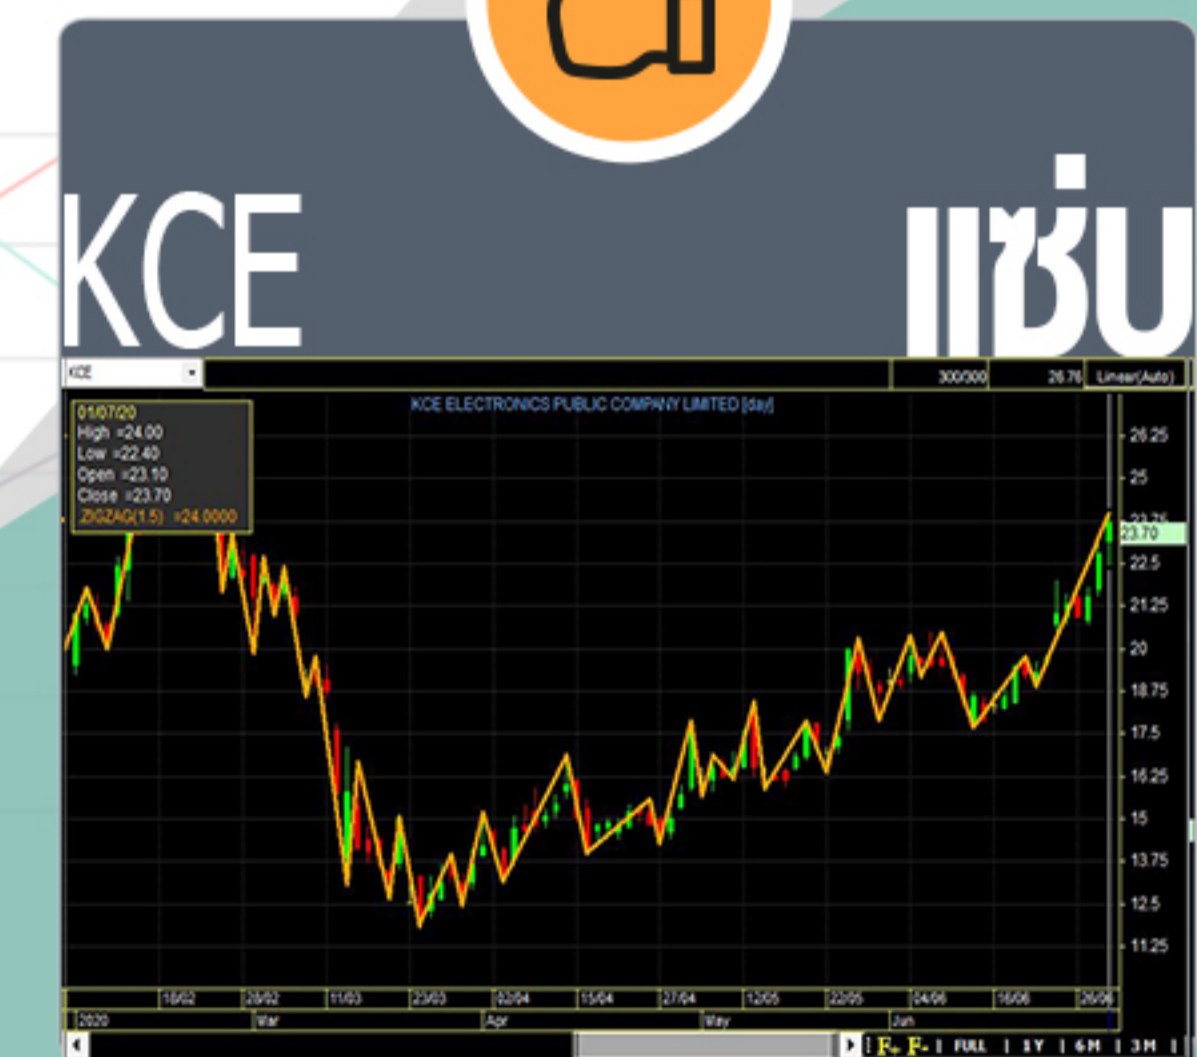 KCE แซ่บ
KCE 300/300 26.76 Linear(Auto)
KCE ELECTRONICS PUBLIC COMPANY LIMITED [day]
01/07/20
High =24.00
Low =22.40
Open =23.10
Close =23.70
ZIGZAG(1.5) =24.0000
26.25
25
23.75
23.70
22.5
21.25
20
18.75
17.5
16.25
15
13.75
12.5
11.25
18/02 28/02 11/03 23/03 02/04 15/04 27/04 12/05 22/05 04/06 16/06 26/06
2020 Mar Apr May Jun
F+ F- | FULL | 1Y | 6M | 3M |